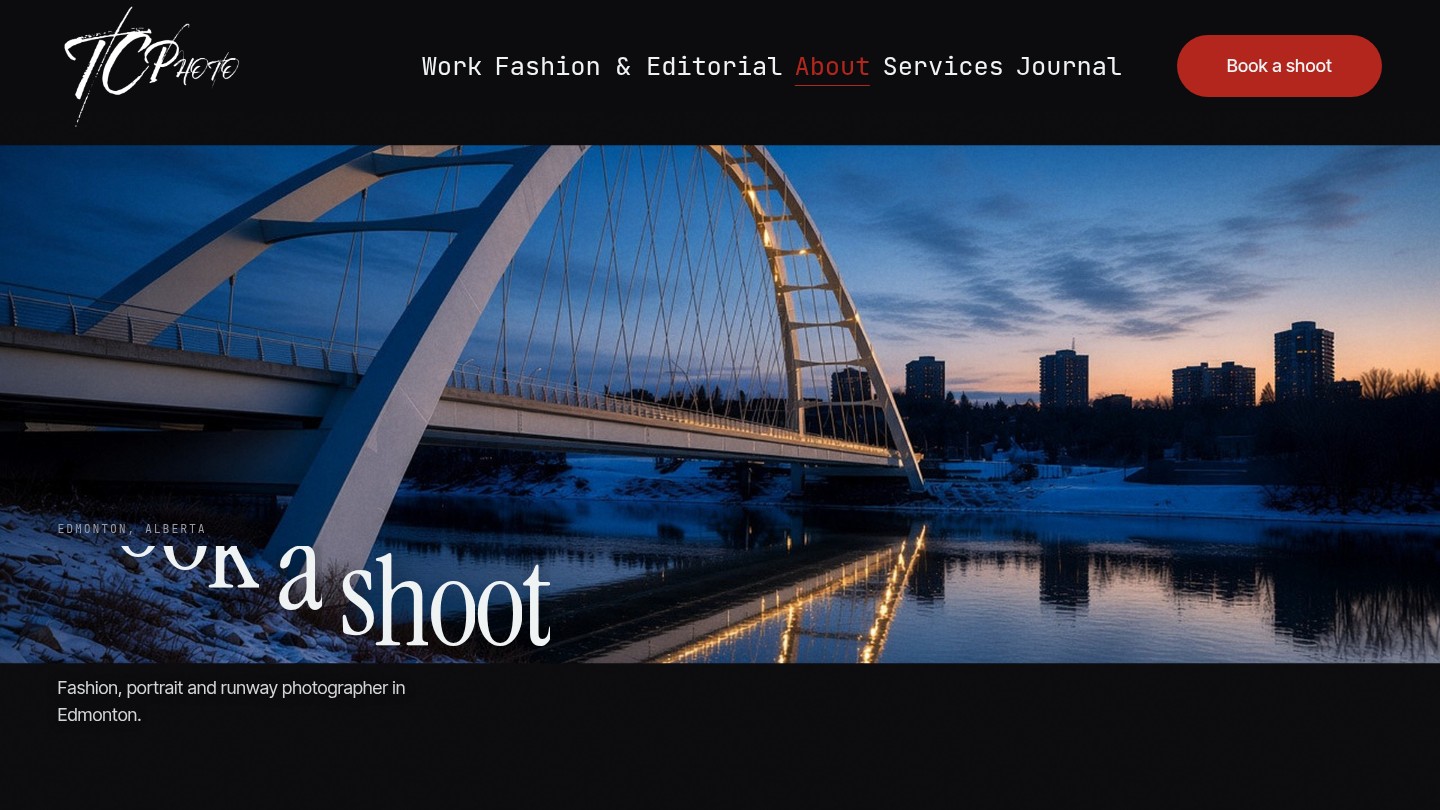 TCPHOTO
Work Fashion & Editorial About Services Journal
Book a shoot
EDMONTON, ALBERTA
ook a shoot
Fashion, portrait and runway photographer in
Edmonton.